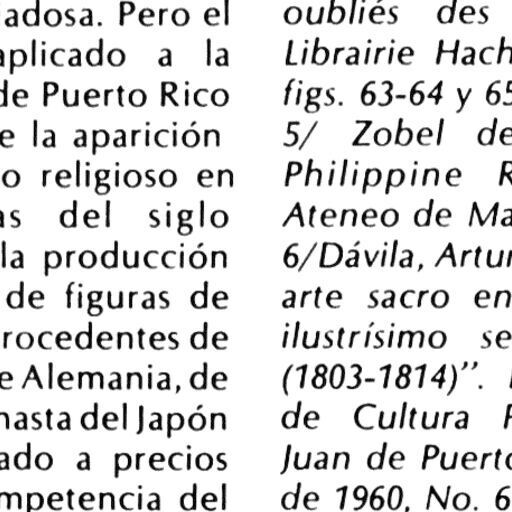 iadosa. Pero el
aplicado a la
de Puerto Rico
e la aparición
o religioso en
as del siglo
la producción
de figuras de
rocedentes de
e Alemania, de
hasta del Japón
ado a precios
mpetencia del
oubliés des
Librairie Hach
figs. 63-64 y 65
5/ Zobel de
Philippine R
Ateneo de Ma
6/Dávila, Artur
arte sacro en
ilustrísimo se
(1803-1814)".
de Cultura P
Juan de Puerto
de 1960, No. 6